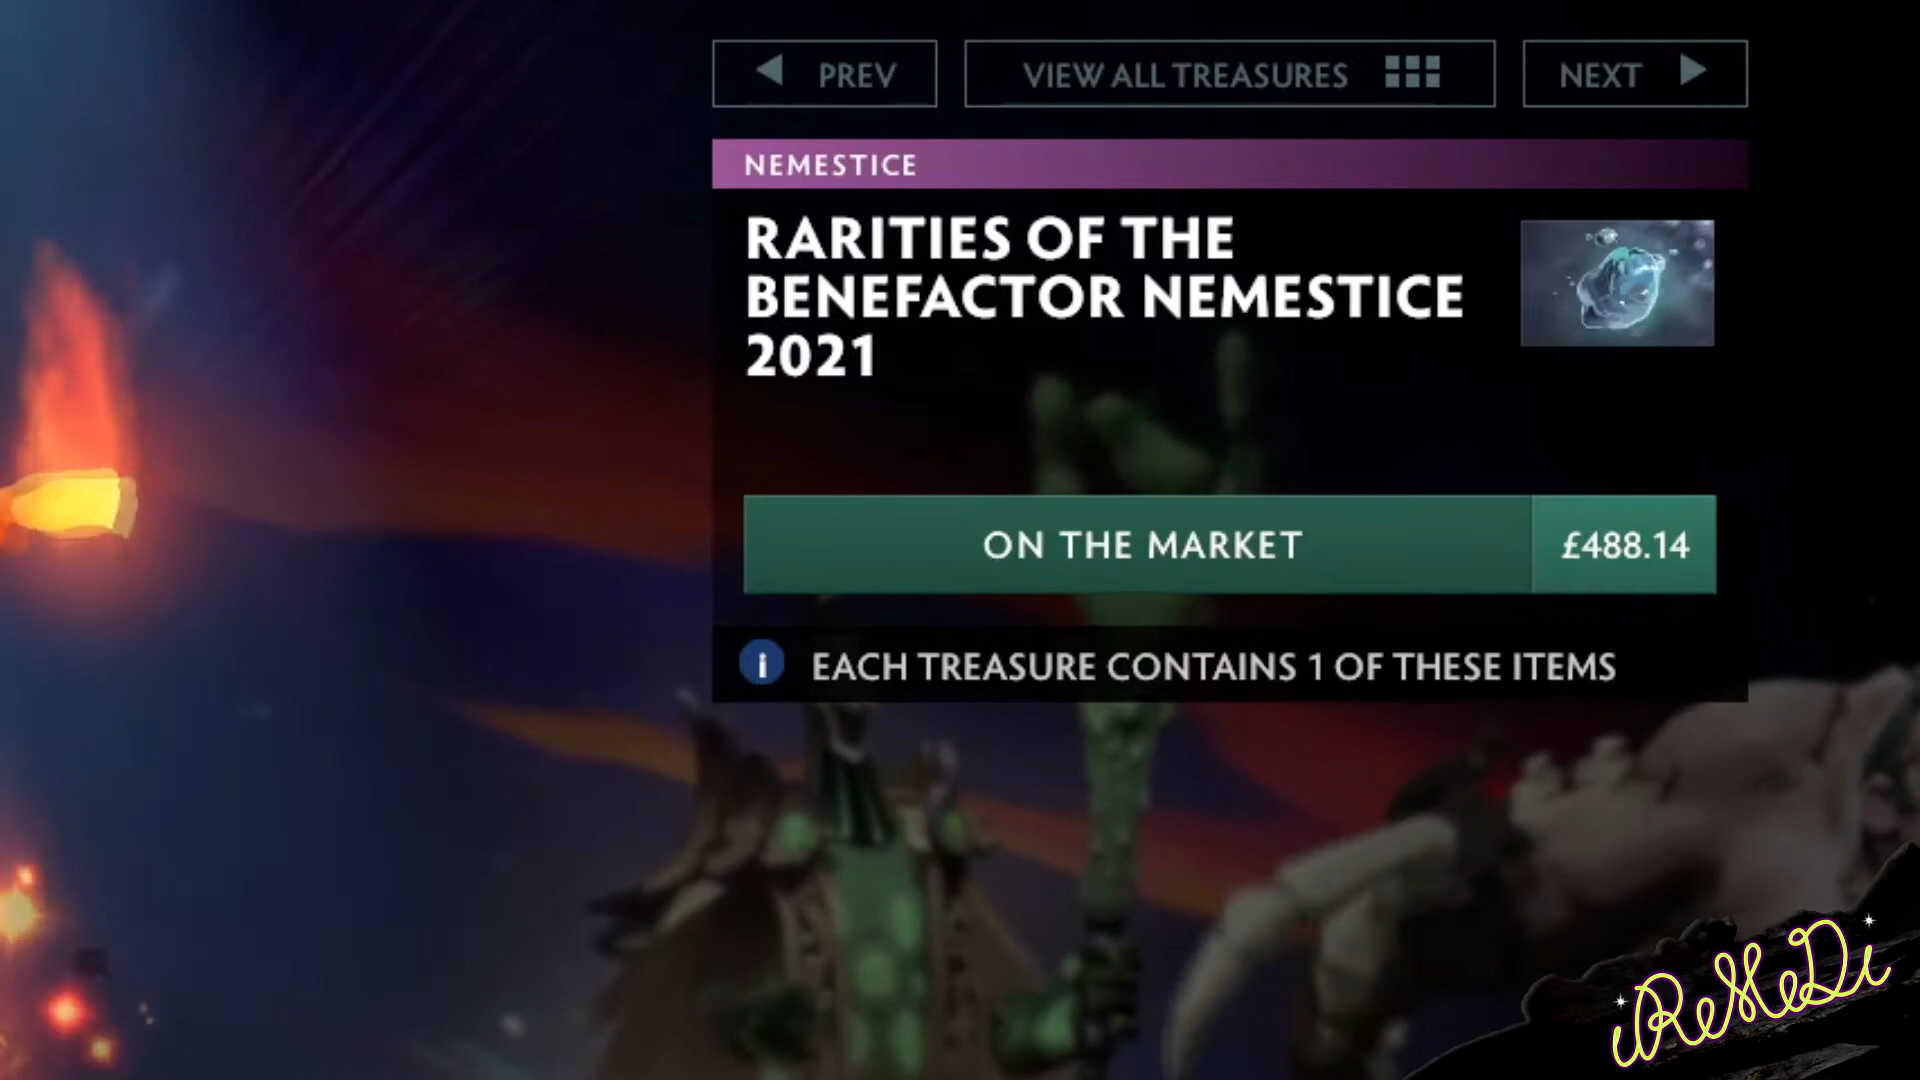 PREV
VIEW ALL TREASURES
NEXT
NEMESTICE
RARITIES OF THE
BENEFACTOR NEMESTICE
2021
ON THE MARKET
£488.14
i
EACH TREASURE CONTAINS 1 OF THESE ITEMS
iReMeDi